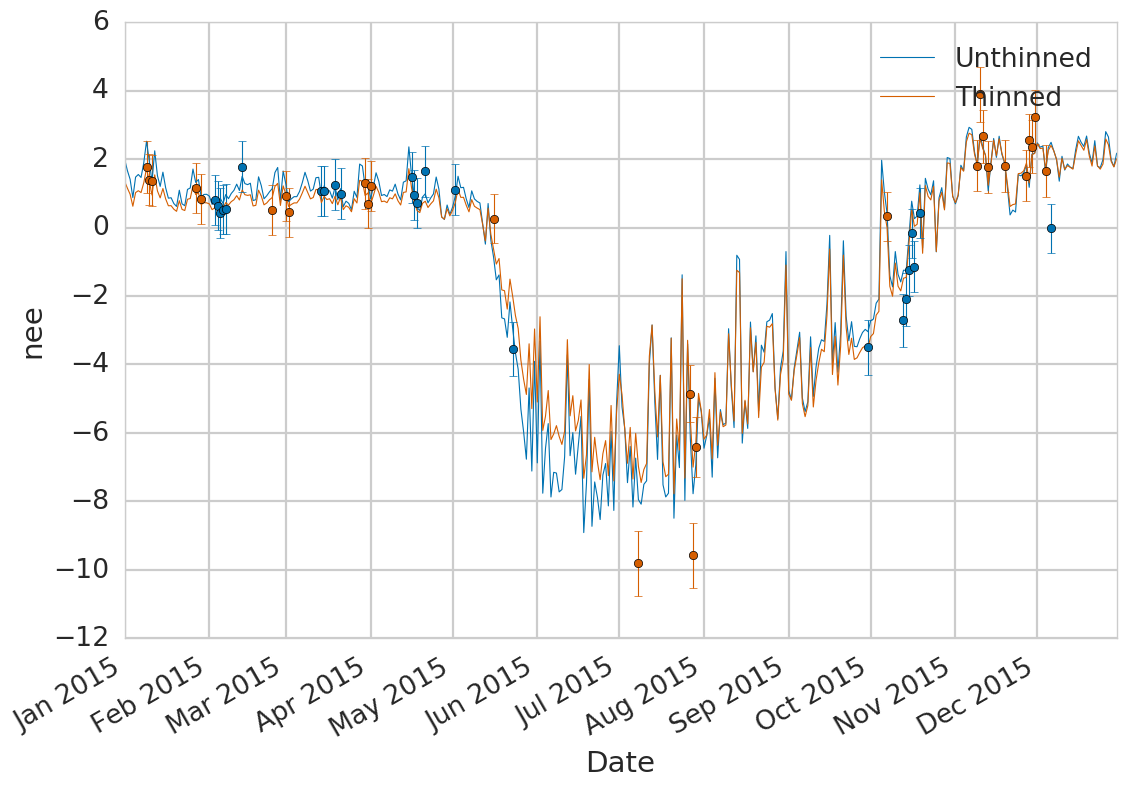 6
4
2
0
−2
−4
−6
−8
−10
−12
nee
Unthinned
Thinned
Jan 2015
Feb 2015
Mar 2015
Apr 2015
May 2015
Jun 2015
Jul 2015
Aug 2015
Sep 2015
Oct 2015
Nov 2015
Dec 2015
Date